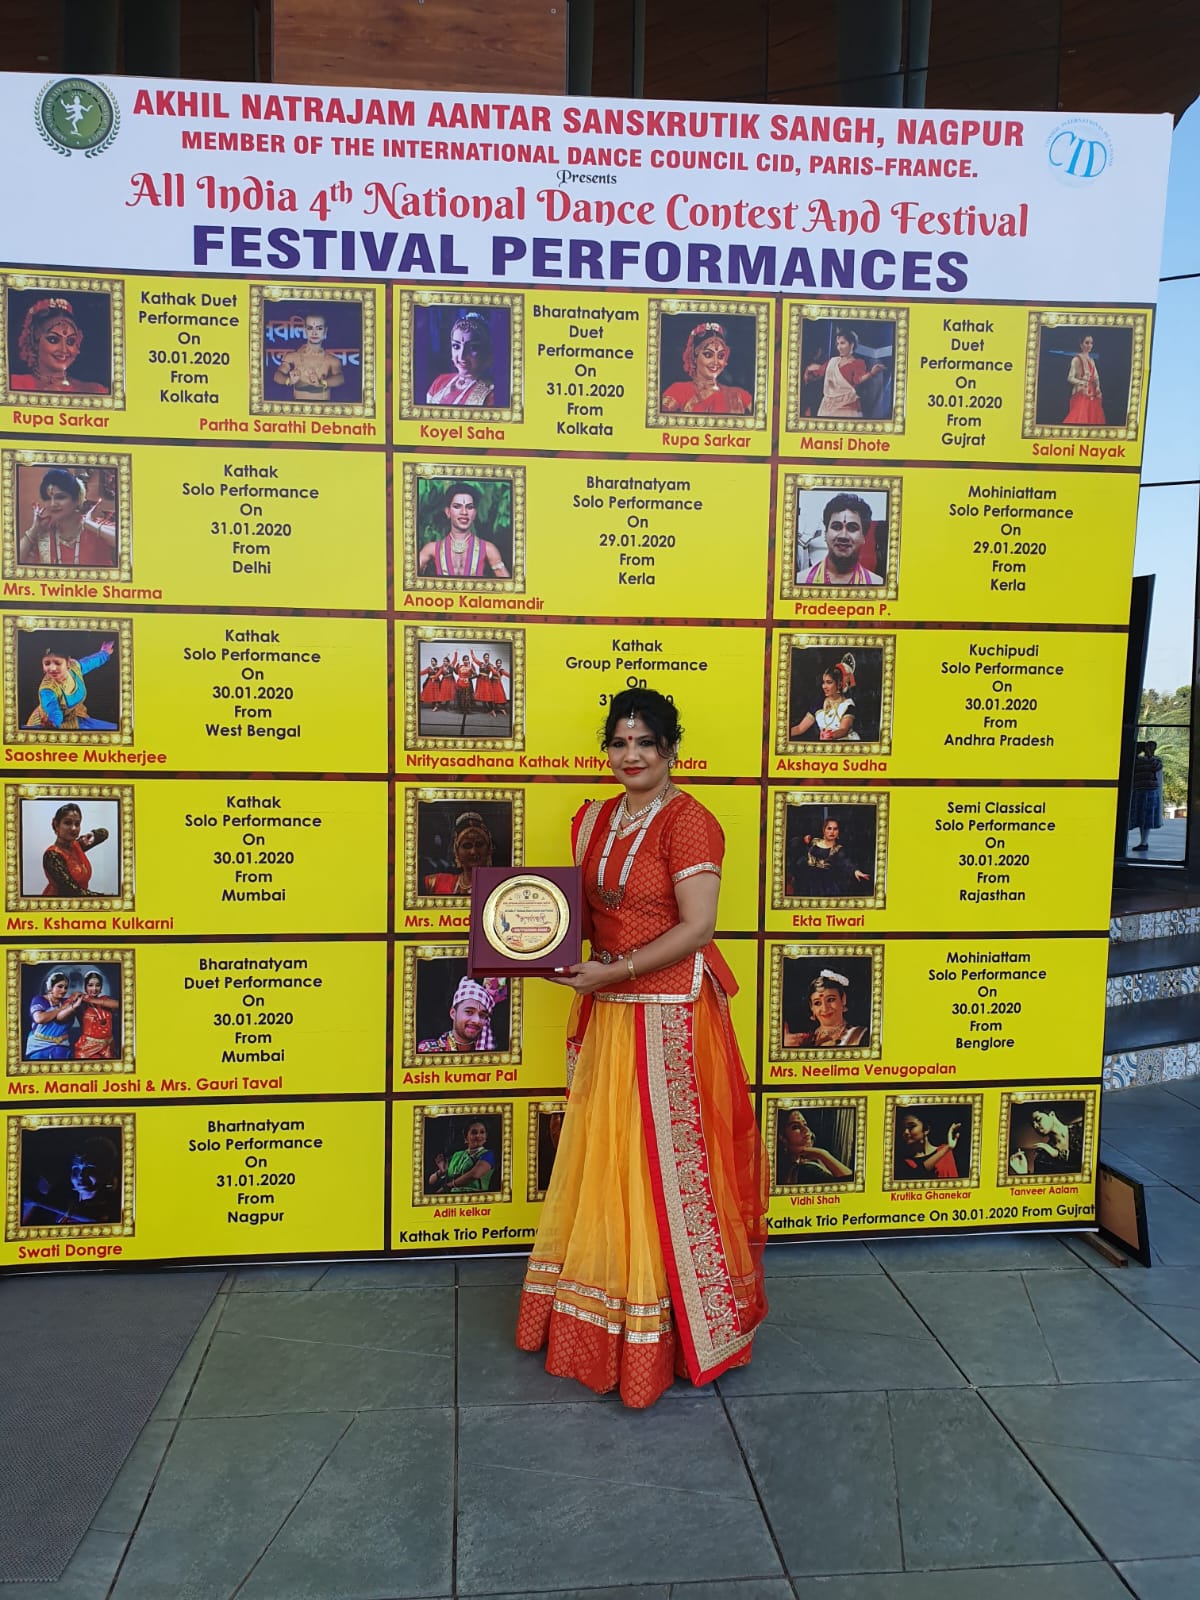 AKHIL NATRAJAM AANTAR SANSKRUTIK SANGH, NAGPUR
MEMBER OF THE INTERNATIONAL DANCE COUNCIL CID, PARIS-FRANCE.
CID
Presents
All India 4th National Dance Contest And Festival
FESTIVAL PERFORMANCES
Kathak Duet
Performance
On
30.01.2020
From
Kolkata
Rupa Sarkar
Partha Sarathi Debnath
Bharatnatyam
Duet
Performance
On
31.01.2020
From
Kolkata
Koyel Saha
Rupa Sarkar
Kathak
Duet
Performance
On
30.01.2020
From
Gujrat
Mansi Dhote
Saloni Nayak
Kathak
Solo Performance
On
31.01.2020
From
Delhi
Mrs. Twinkle Sharma
Bharatnatyam
Solo Performance
On
29.01.2020
From
Kerla
Anoop Kalamandir
Mohiniattam
Solo Performance
On
29.01.2020
From
Kerla
Pradeepan P.
Kathak
Solo Performance
On
30.01.2020
From
West Bengal
Saoshree Mukherjee
Kathak
Group Performance
On
Nrityasadhana Kathak
Kuchipudi
Solo Performance
On
30.01.2020
From
Andhra Pradesh
Akshaya Sudha
Kathak
Solo Performance
On
30.01.2020
From
Mumbai
Mrs. Kshama Kulkarni
Mrs.
Semi Classical
Solo Performance
On
30.01.2020
From
Rajasthan
Ekta Tiwari
Bharatnatyam
Duet Performance
On
30.01.2020
From
Mumbai
Mrs. Manali Joshi & Mrs. Gauri Taval
Asish kumar Pal
Mohiniattam
Solo Performance
On
30.01.2020
From
Benglore
Mrs. Neelima Venugopalan
Bhartnatyam
Solo Performance
On
31.01.2020
From
Nagpur
Swati Dongre
Aditi kelkar
Kathak Trio
Vidhi Shah
Krutika Ghanekar
Tanveer Aalam
Kathak Trio Performance On 30.01.2020 From Gujrat